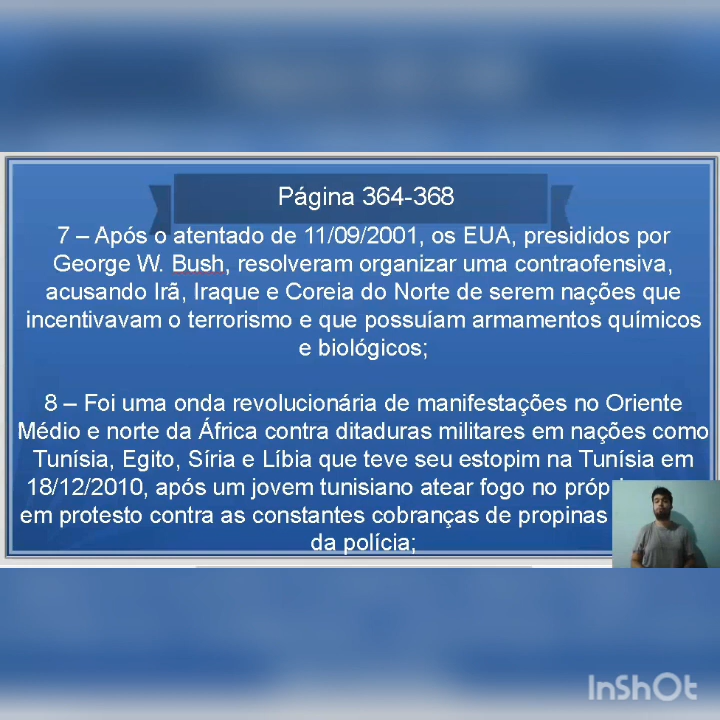 Página 364-368
7 – Após o atentado de 11/09/2001, os EUA, presididos por
George W. Bush, resolveram organizar uma contraofensiva,
acusando Irã, Iraque e Coreia do Norte de serem nações que
incentivavam o terrorismo e que possuíam armamentos químicos
e biológicos;
8 – Foi uma onda revolucionária de manifestações no Oriente
Médio e norte da África contra ditaduras militares em nações como
Tunísia, Egito, Síria e Líbia que teve seu estopim na Tunísia em
18/12/2010, após um jovem tunisiano atear fogo no
em protesto contra as constantes cobranças de propinas
da polícia;
InShOt